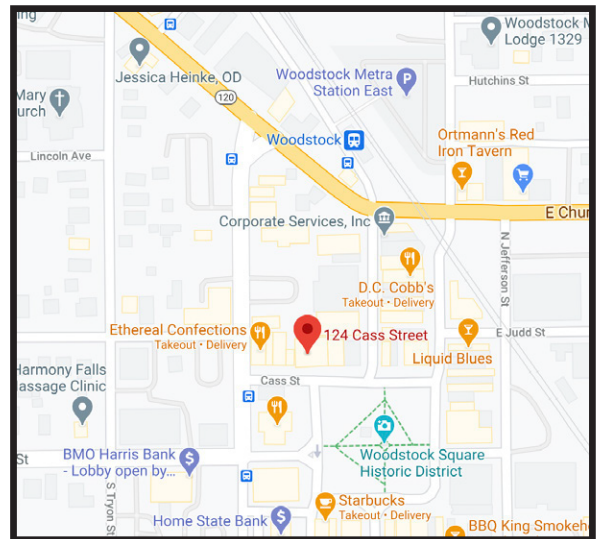 ing
Woodstock M
Lodge 1329
Jessica Heinke, OD
Woodstock Metra
Station East
Hutchins St
Mary
urch
120
Woodstock
Ortmann's Red
Iron Tavern
Lincoln Ave
Corporate Services, Inc
E Chur
N Jefferson St
D.C. Cobb's
Takeout • Delivery
Ethereal Confections
Takeout • Delivery
124 Cass Street
E Judd St
Liquid Blues
Harmony Falls
assage Clinic
Cass St
BMO Harris Bank
- Lobby open by...
St
Woodstock Square
Historic District
S Tryon St
Starbucks
Takeout • Delivery
Home State Bank
BBQ King Smokeh